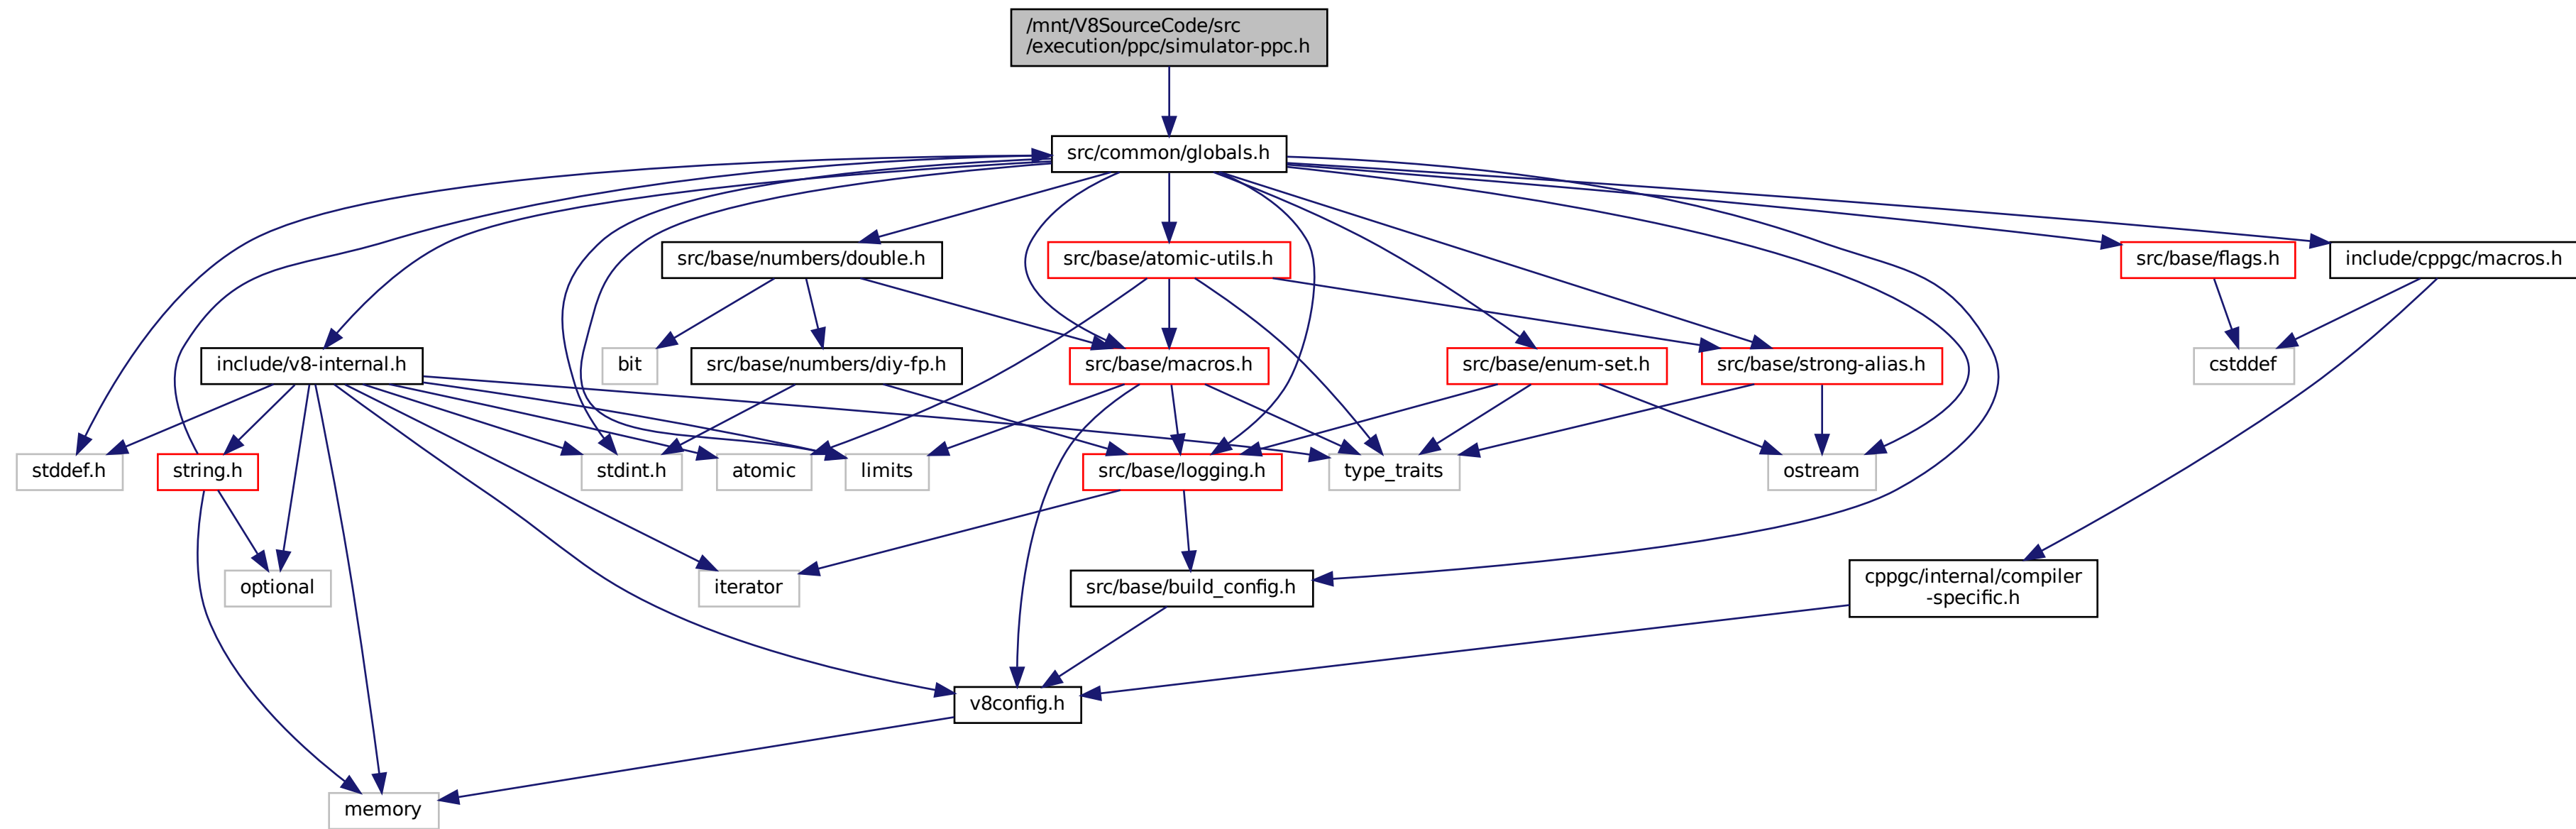 /mnt/V8SourceCode/src
/execution/ppc/simulator-ppc.h
src/common/globals.h
src/base/numbers/double.h
src/base/atomic-utils.h
src/base/flags.h
include/cppgc/macros.h
include/v8-internal.h
bit
src/base/numbers/diy-fp.h
src/base/macros.h
src/base/enum-set.h
src/base/strong-alias.h
cstddef
stddef.h
string.h
stdint.h
atomic
limits
src/base/logging.h
type_traits
ostream
optional
iterator
src/base/build_config.h
cppgc/internal/compiler
-specific.h
v8config.h
memory